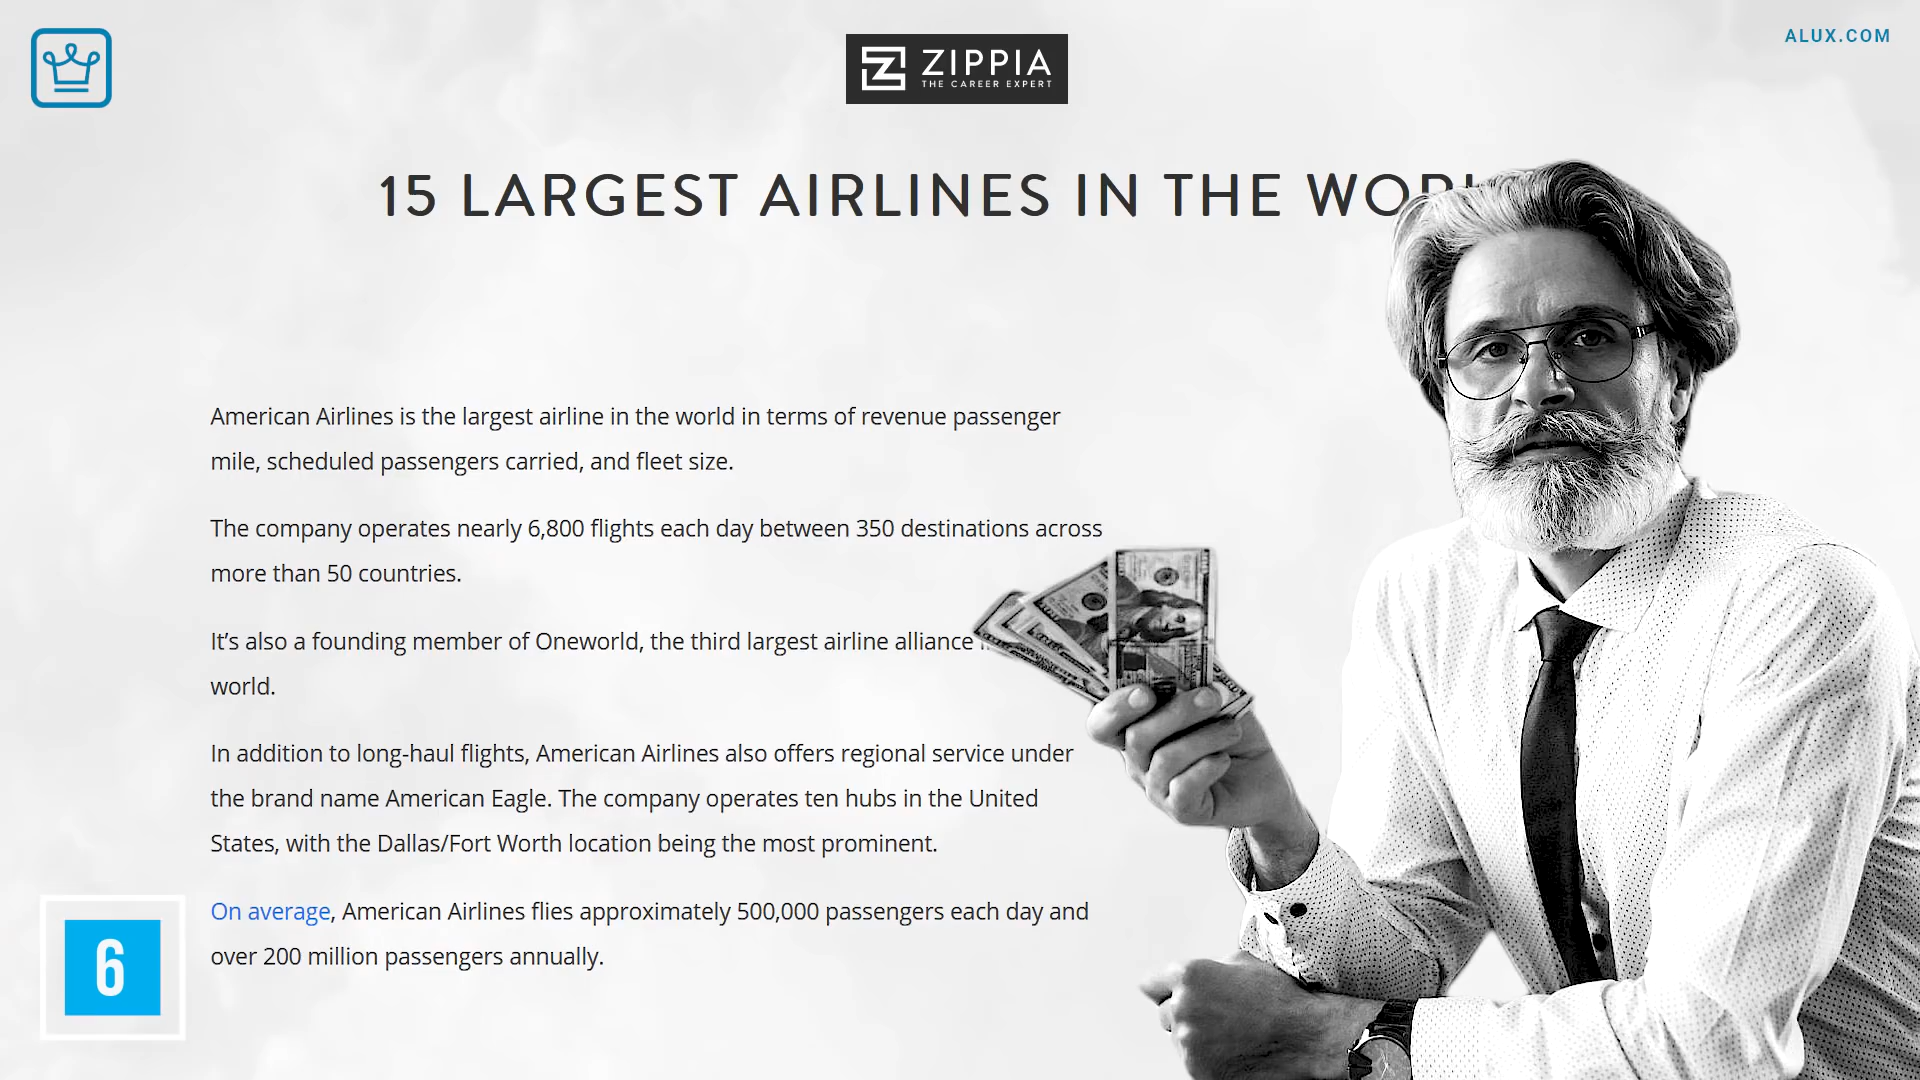 ALUX.COM
ZIPPIA
THE CAREER EXPERT
15 LARGEST AIRLINES IN THE
American Airlines is the largest airline in the world in terms of revenue passenger
mile, scheduled passengers carried, and fleet size.
The company operates nearly 6,800 flights each day between 350 destinations across
more than 50 countries.
It’s also a founding member of Oneworld, the third largest airline alliance
world.
In addition to long-haul flights, American Airlines also offers regional service under
the brand name American Eagle. The company operates ten hubs in the United
States, with the Dallas/Fort Worth location being the most prominent.
On average, American Airlines flies approximately 500,000 passengers each day and
over 200 million passengers annually.
6